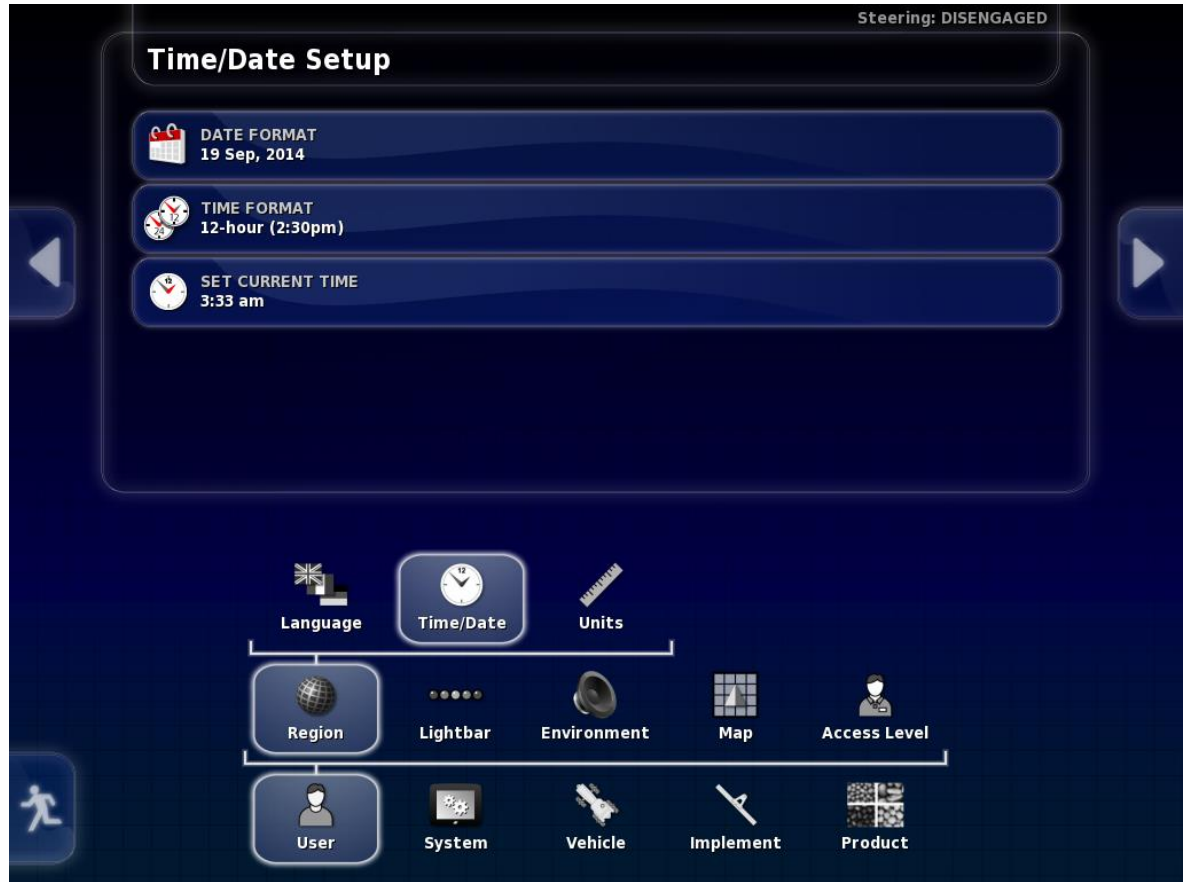 Steering: DISENGAGED
Time/Date Setup
DATE FORMAT
19 Sep, 2014
TIME FORMAT
12-hour (2:30pm)
SET CURRENT TIME
3:33 am
Language
Time/Date
Units
Region
Lightbar
Environment
Map
Access Level
User
System
Vehicle
Implement
Product